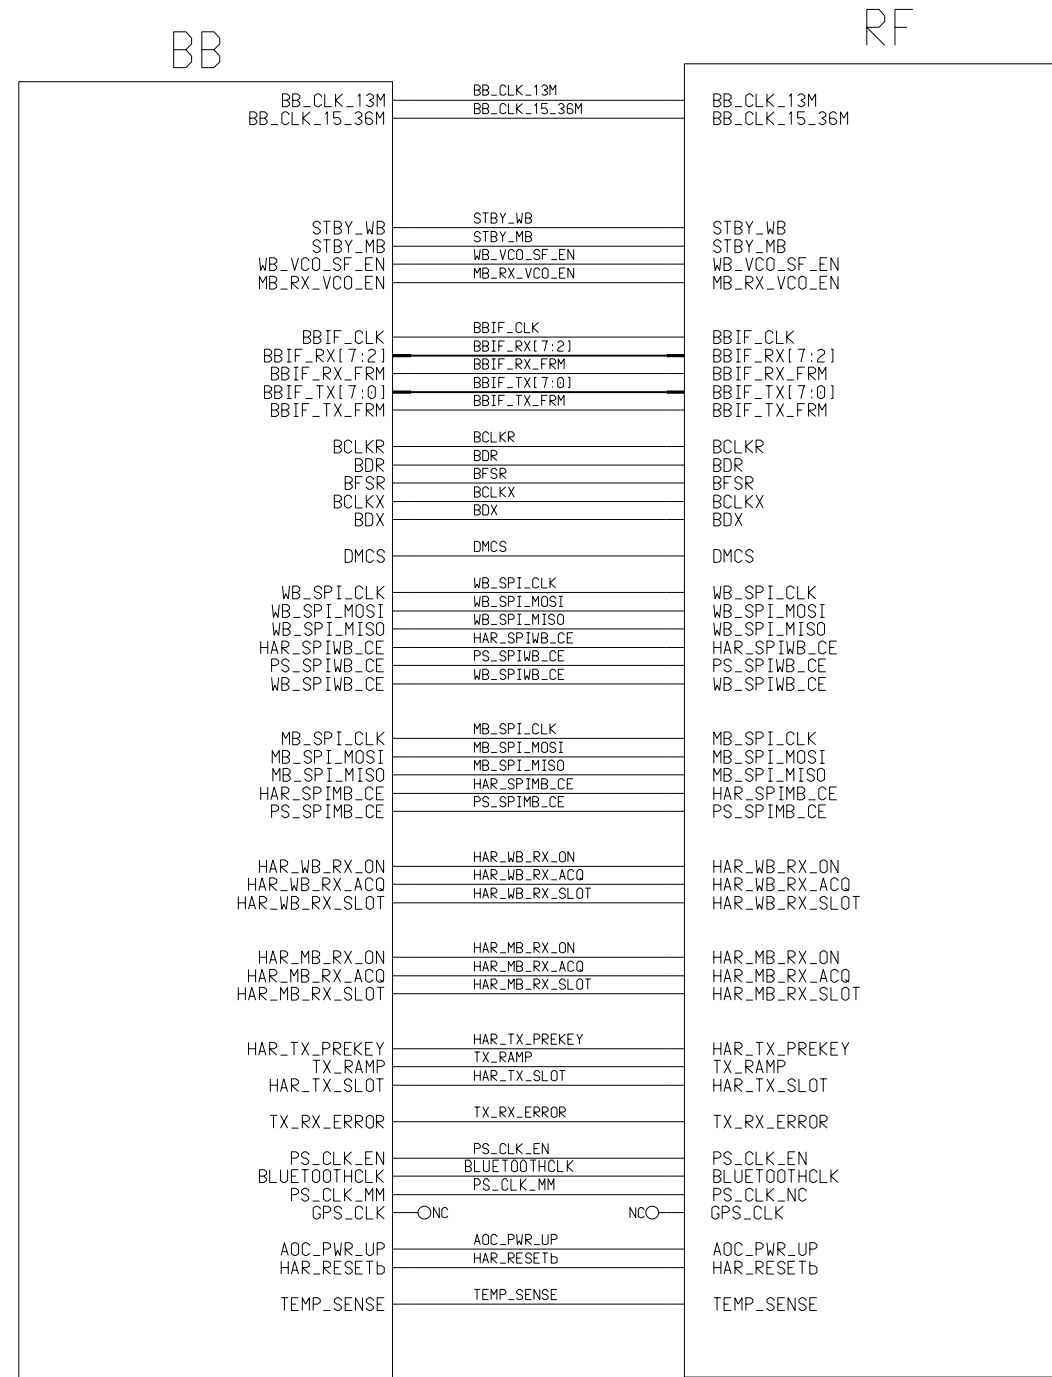 BB RF
BB_CLK_13M BB_CLK_13M BB_CLK_13M
BB_CLK_15_36M BB_CLK_15_36M BB_CLK_15_36M
STBY_WB STBY_WB STBY_WB
STBY_MB STBY_MB STBY_MB
WB_VCO_SF_EN WB_VCO_SF_EN WB_VCO_SF_EN
MB_RX_VCO_EN MB_RX_VCO_EN MB_RX_VCO_EN
BBIF_CLK BBIF_CLK BBIF_CLK
BBIF_RX[7:2] BBIF_RX[7:2] BBIF_RX[7:2]
BBIF_RX_FRM BBIF_RX_FRM BBIF_RX_FRM
BBIF_TX[7:0] BBIF_TX[7:0] BBIF_TX[7:0]
BBIF_TX_FRM BBIF_TX_FRM BBIF_TX_FRM
BCLKR BCLKR BCLKR
BDR BDR BDR
BFSR BFSR BFSR
BCLKX BCLKX BCLKX
BDX BDX BDX
DMCS DMCS DMCS
WB_SPI_CLK WB_SPI_CLK WB_SPI_CLK
WB_SPI_MOSI WB_SPI_MOSI WB_SPI_MOSI
WB_SPI_MISO WB_SPI_MISO WB_SPI_MISO
HAR_SPIWB_CE HAR_SPIWB_CE HAR_SPIWB_CE
PS_SPIWB_CE PS_SPIWB_CE PS_SPIWB_CE
WB_SPIWB_CE WB_SPIWB_CE WB_SPIWB_CE
MB_SPI_CLK MB_SPI_CLK MB_SPI_CLK
MB_SPI_MOSI MB_SPI_MOSI MB_SPI_MOSI
MB_SPI_MISO MB_SPI_MISO MB_SPI_MISO
HAR_SPIMB_CE HAR_SPIMB_CE HAR_SPIMB_CE
PS_SPIMB_CE PS_SPIMB_CE PS_SPIMB_CE
HAR_WB_RX_ON HAR_WB_RX_ON HAR_WB_RX_ON
HAR_WB_RX_ACQ HAR_WB_RX_ACQ HAR_WB_RX_ACQ
HAR_WB_RX_SLOT HAR_WB_RX_SLOT HAR_WB_RX_SLOT
HAR_MB_RX_ON HAR_MB_RX_ON HAR_MB_RX_ON
HAR_MB_RX_ACQ HAR_MB_RX_ACQ HAR_MB_RX_ACQ
HAR_MB_RX_SLOT HAR_MB_RX_SLOT HAR_MB_RX_SLOT
HAR_TX_PREKEY HAR_TX_PREKEY HAR_TX_PREKEY
TX_RAMP TX_RAMP TX_RAMP
HAR_TX_SLOT HAR_TX_SLOT HAR_TX_SLOT
TX_RX_ERROR TX_RX_ERROR TX_RX_ERROR
PS_CLK_EN PS_CLK_EN PS_CLK_EN
BLUETOOTHCLK BLUETOOTHCLK BLUETOOTHCLK
PS_CLK_MM PS_CLK_MM PS_CLK_NC
GPS_CLK NC NC GPS_CLK
AOC_PWR_UP AOC_PWR_UP AOC_PWR_UP
HAR_RESETb HAR_RESETb HAR_RESETb
TEMP_SENSE TEMP_SENSE TEMP_SENSE